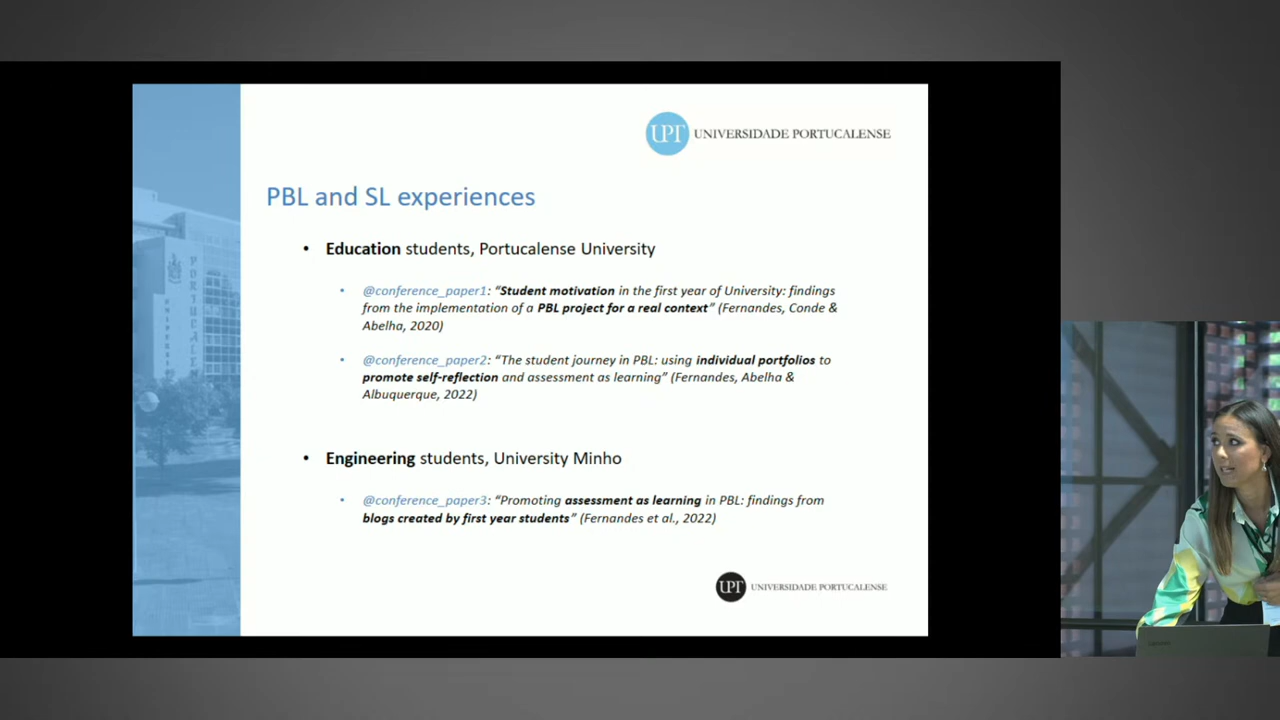 UPT UNIVERSIDADE PORTUCALENSE
PBL and SL experiences
• Education students, Portucalense University
• @conference_paper1: “Student motivation in the first year of University: findings
from the implementation of a PBL project for a real context” (Fernandes, Conde &
Abelha, 2020)
• @conference_paper2: “The student journey in PBL: using individual portfolios to
promote self-reflection and assessment as learning” (Fernandes, Abelha &
Albuquerque, 2022)
• Engineering students, University Minho
• @conference_paper3: “Promoting assessment as learning in PBL: findings from
blogs created by first year students” (Fernandes et al., 2022)
UPT UNIVERSIDADE PORTUCALENSE